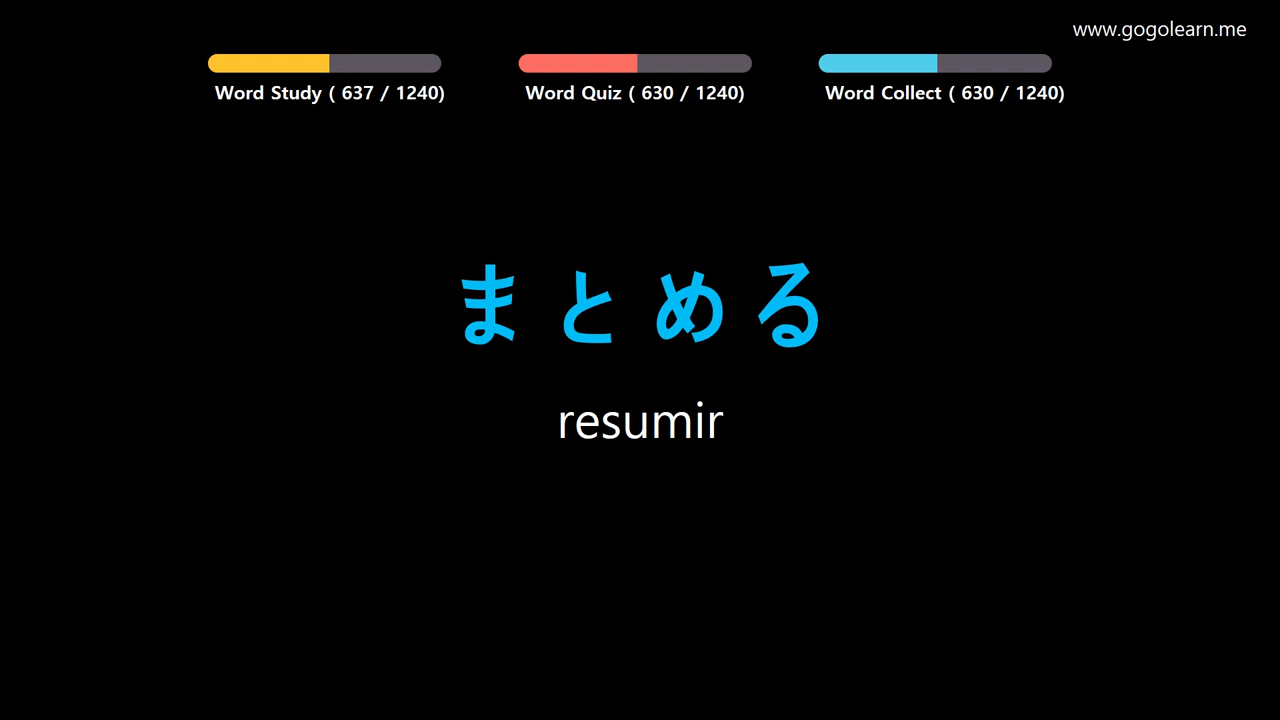 www.gogolearn.me
Word Study ( 637 / 1240)
Word Quiz ( 630 / 1240)
Word Collect ( 630 / 1240)
まとめる
resumir